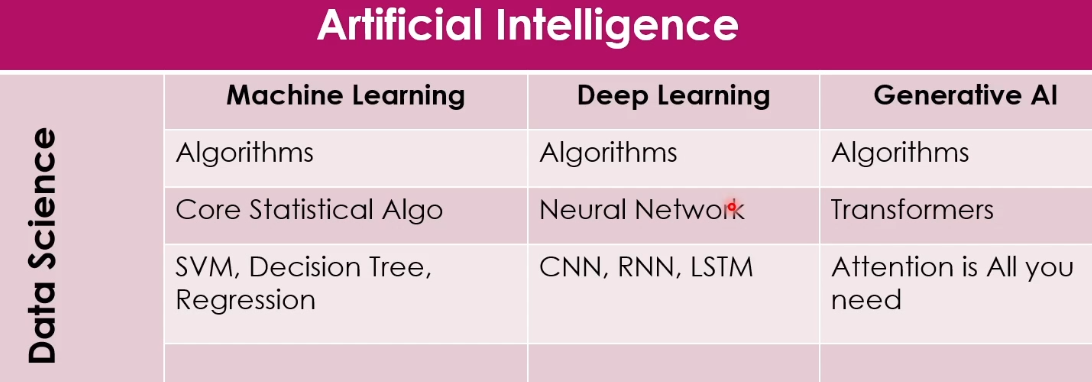 Artificial Intelligence
Data Science
Machine Learning
Deep Learning
Generative AI
Algorithms
Algorithms
Algorithms
Core Statistical Algo
Neural Network
Transformers
SVM, Decision Tree,
Regression
CNN, RNN, LSTM
Attention is All you
need